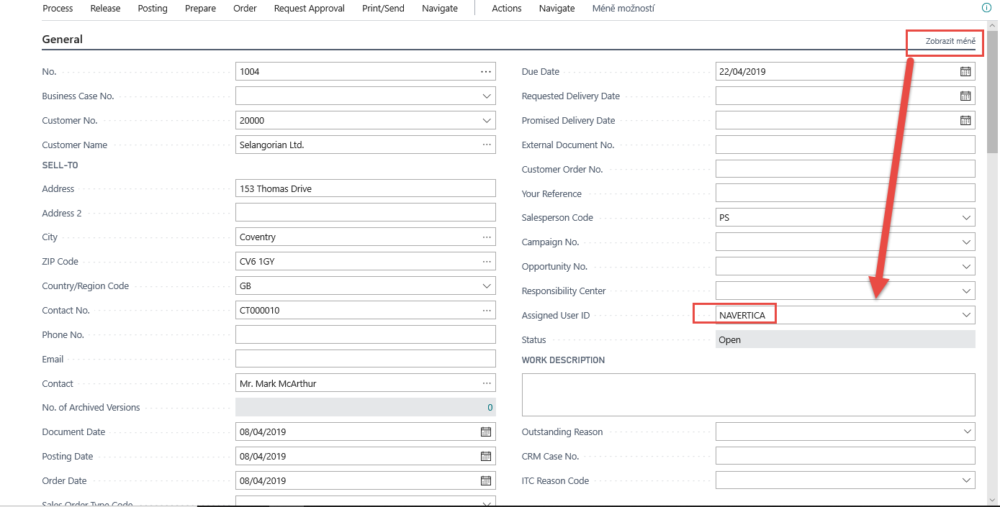 Process Release Posting Prepare Order Request Approval Print/Send Navigate Actions Navigate Méně možností
General
Zobrazit méně
No. 1004
Business Case No.
Customer No. 20000
Customer Name Selangorian Ltd.
SELL-TO
Address 153 Thomas Drive
Address 2
City Coventry
ZIP Code CV6 1GY
Country/Region Code GB
Contact No. CT000010
Phone No.
Email
Contact Mr. Mark McArthur
No. of Archived Versions 0
Document Date 08/04/2019
Posting Date 08/04/2019
Order Date 08/04/2019
Sales Order Type Code
Due Date 22/04/2019
Requested Delivery Date
Promised Delivery Date
External Document No.
Customer Order No.
Your Reference
Salesperson Code PS
Campaign No.
Opportunity No.
Responsibility Center
Assigned User ID NAVERTICA
Status Open
WORK DESCRIPTION
Outstanding Reason
CRM Case No.
ITC Reason Code